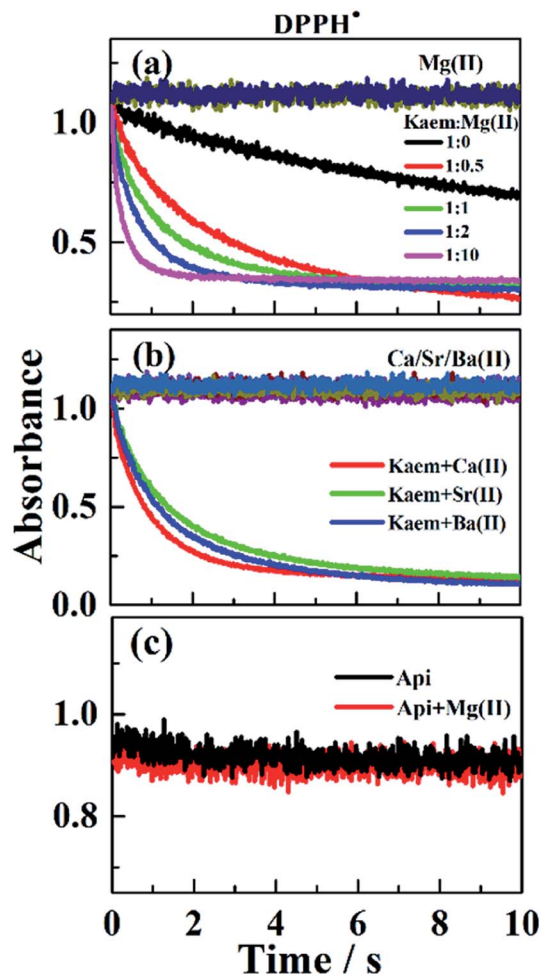 DPPH•
(a)
Mg(II)
Kaem:Mg(II)
1:0
1:0.5
1:1
1:2
1:10
1.0
0.5
(b)
Ca/Sr/Ba(II)
Kaem+Ca(II)
Kaem+Sr(II)
Kaem+Ba(II)
1.0
0.5
0.0
Absorbance
(c)
Api
Api+Mg(II)
1.0
0.8
0 2 4 6 8 10
Time / s